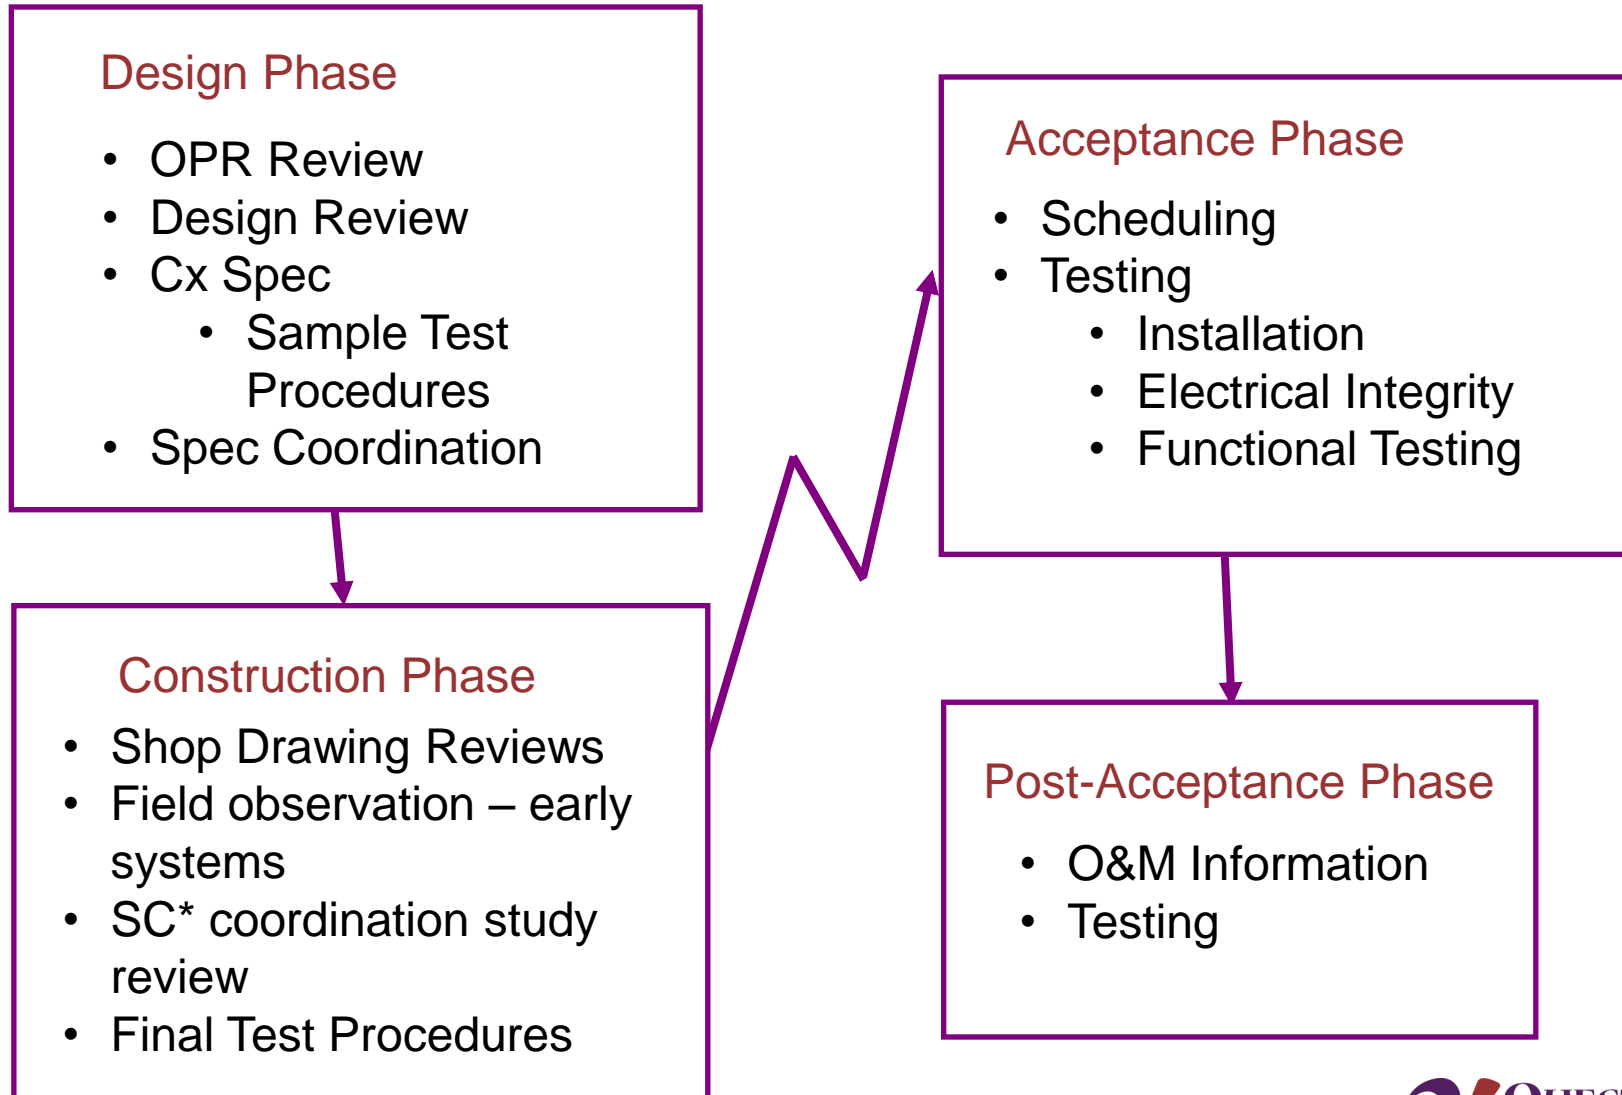 Design Phase
• OPR Review
• Design Review
• Cx Spec
• Sample Test
Procedures
• Spec Coordination
Construction Phase
• Shop Drawing Reviews
• Field observation – early
systems
• SC* coordination study
review
• Final Test Procedures
Acceptance Phase
• Scheduling
• Testing
• Installation
• Electrical Integrity
• Functional Testing
Post-Acceptance Phase
• O&M Information
• Testing